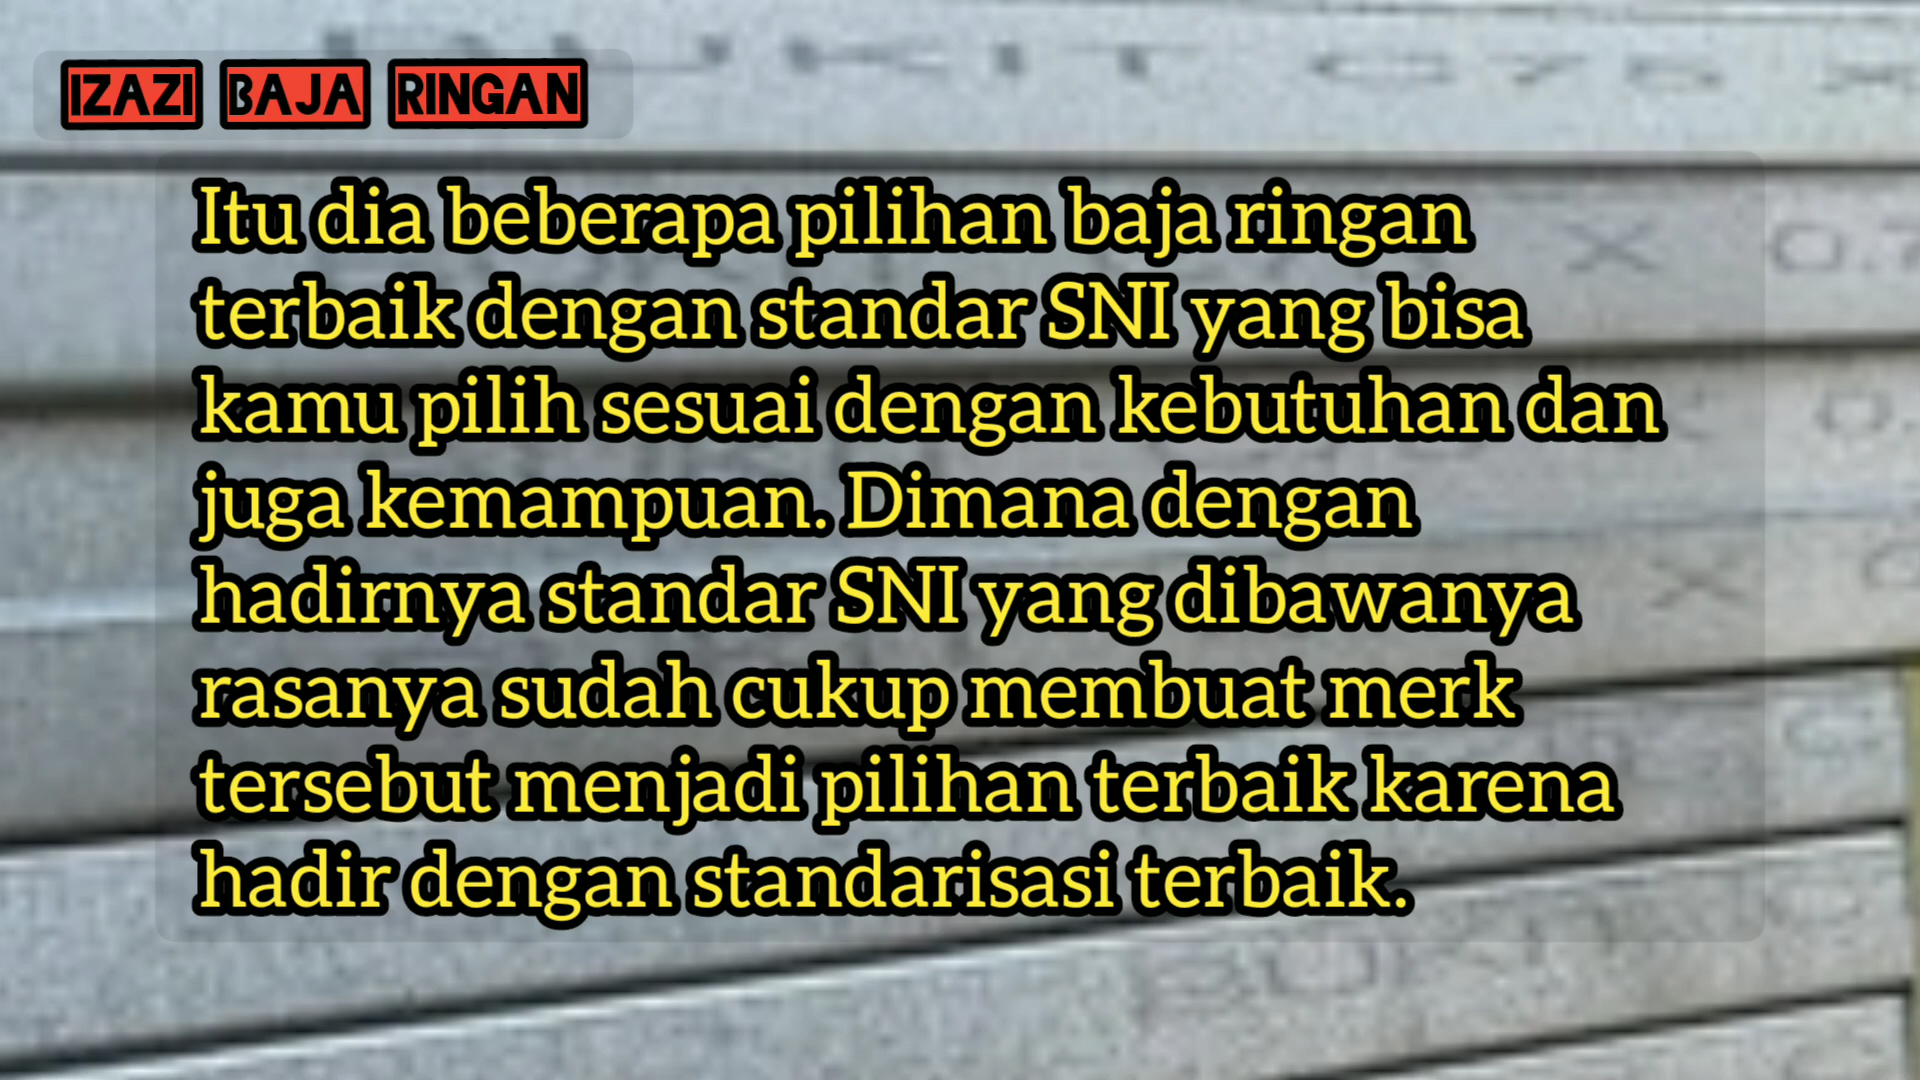 IZAZI BAJA RINGAN
Itu dia beberapa pilihan baja ringan
terbaik dengan standar SNI yang bisa
kamu pilih sesuai dengan kebutuhan dan
juga kemampuan. Dimana dengan
hadirnya standar SNI yang dibawanya
rasanya sudah cukup membuat merk
tersebut menjadi pilihan terbaik karena
hadir dengan standarisasi terbaik.